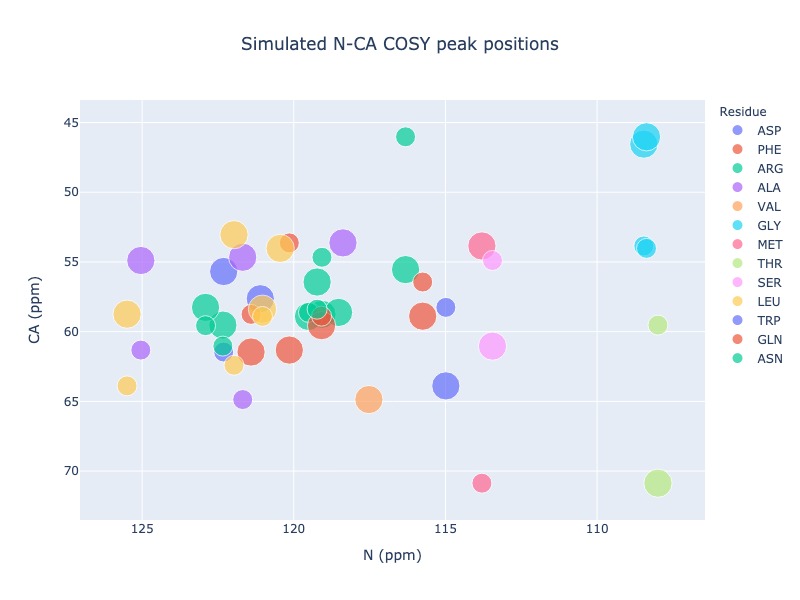 Simulated N-CA COSY peak positions
Residue
ASP
PHE
ARG
ALA
VAL
GLY
MET
THR
SER
LEU
TRP
GLN
ASN
CA (ppm)
45
50
55
60
65
70
125
120
115
110
N (ppm)